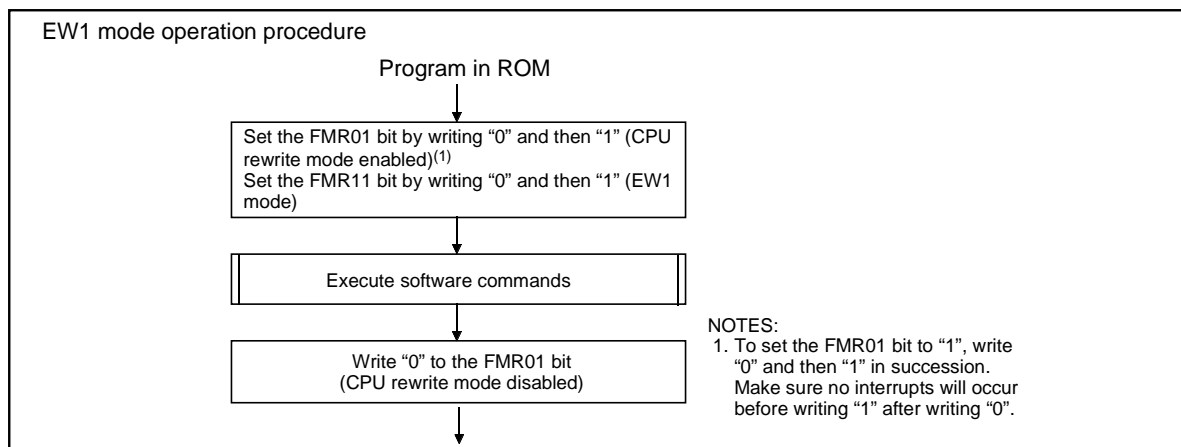 EW1 mode operation procedure
Program in ROM
Set the FMR01 bit by writing “0” and then “1” (CPU
rewrite mode enabled)(1)
Set the FMR11 bit by writing “0” and then “1” (EW1
mode)
Execute software commands
Write “0” to the FMR01 bit
(CPU rewrite mode disabled)
NOTES:
1. To set the FMR01 bit to “1”, write
“0” and then “1” in succession.
Make sure no interrupts will occur
before writing “1” after writing “0”.